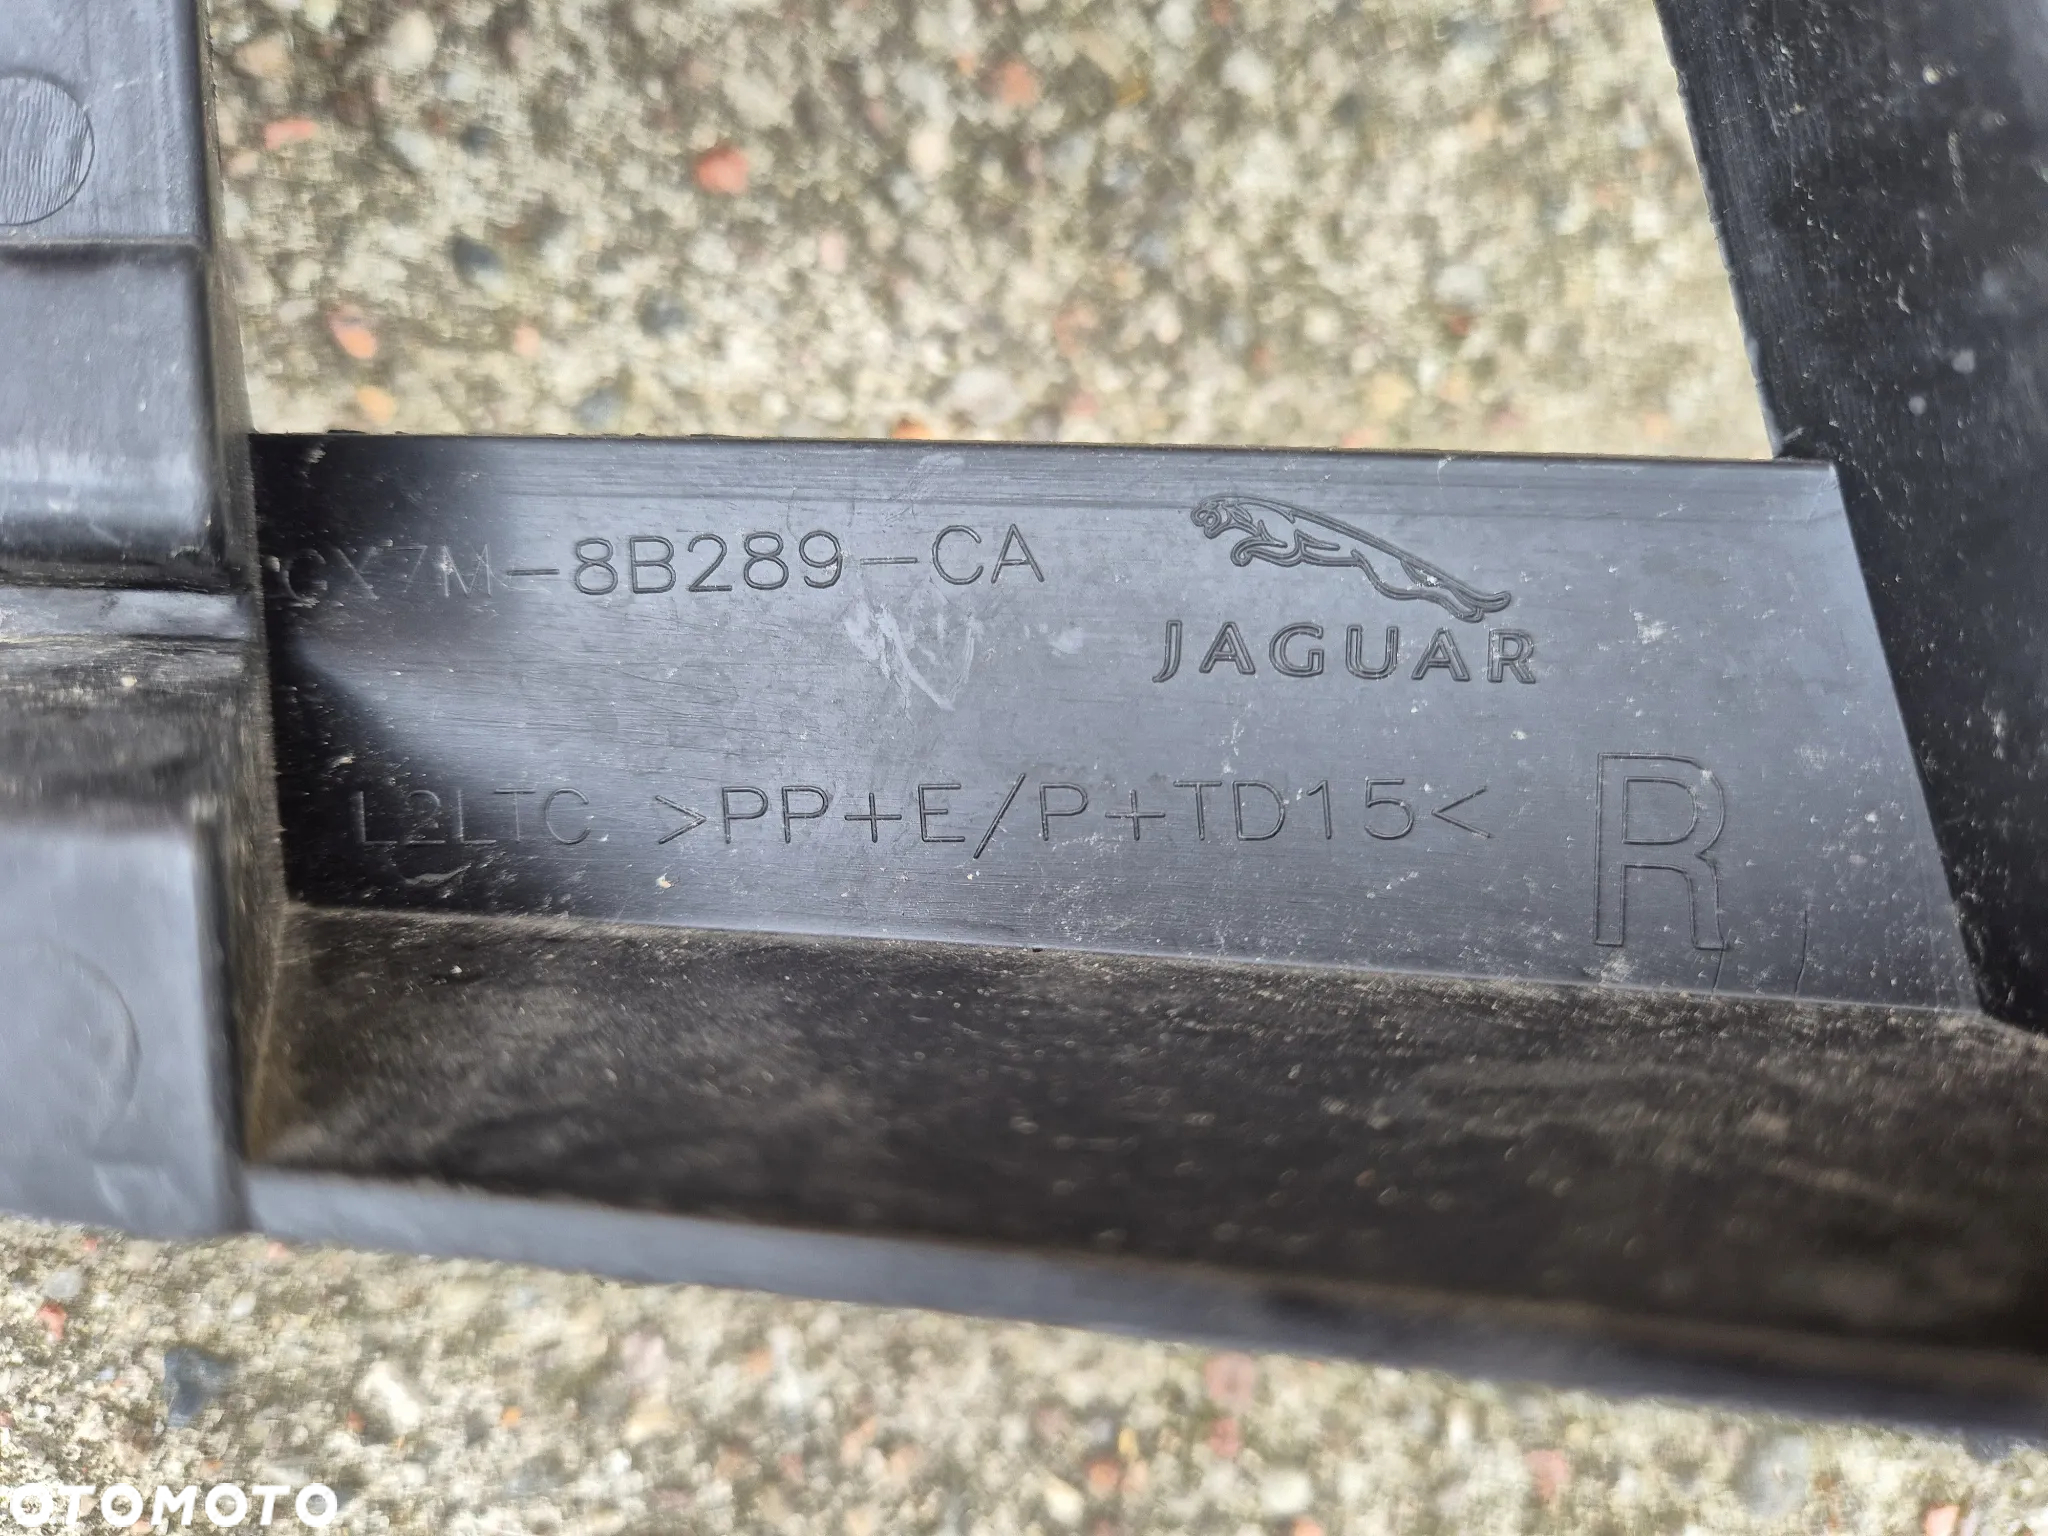 GX7M-8B289-CA
JAGUAR
L2LTC >PP+E/P+TD15<
R
OTOMOTO